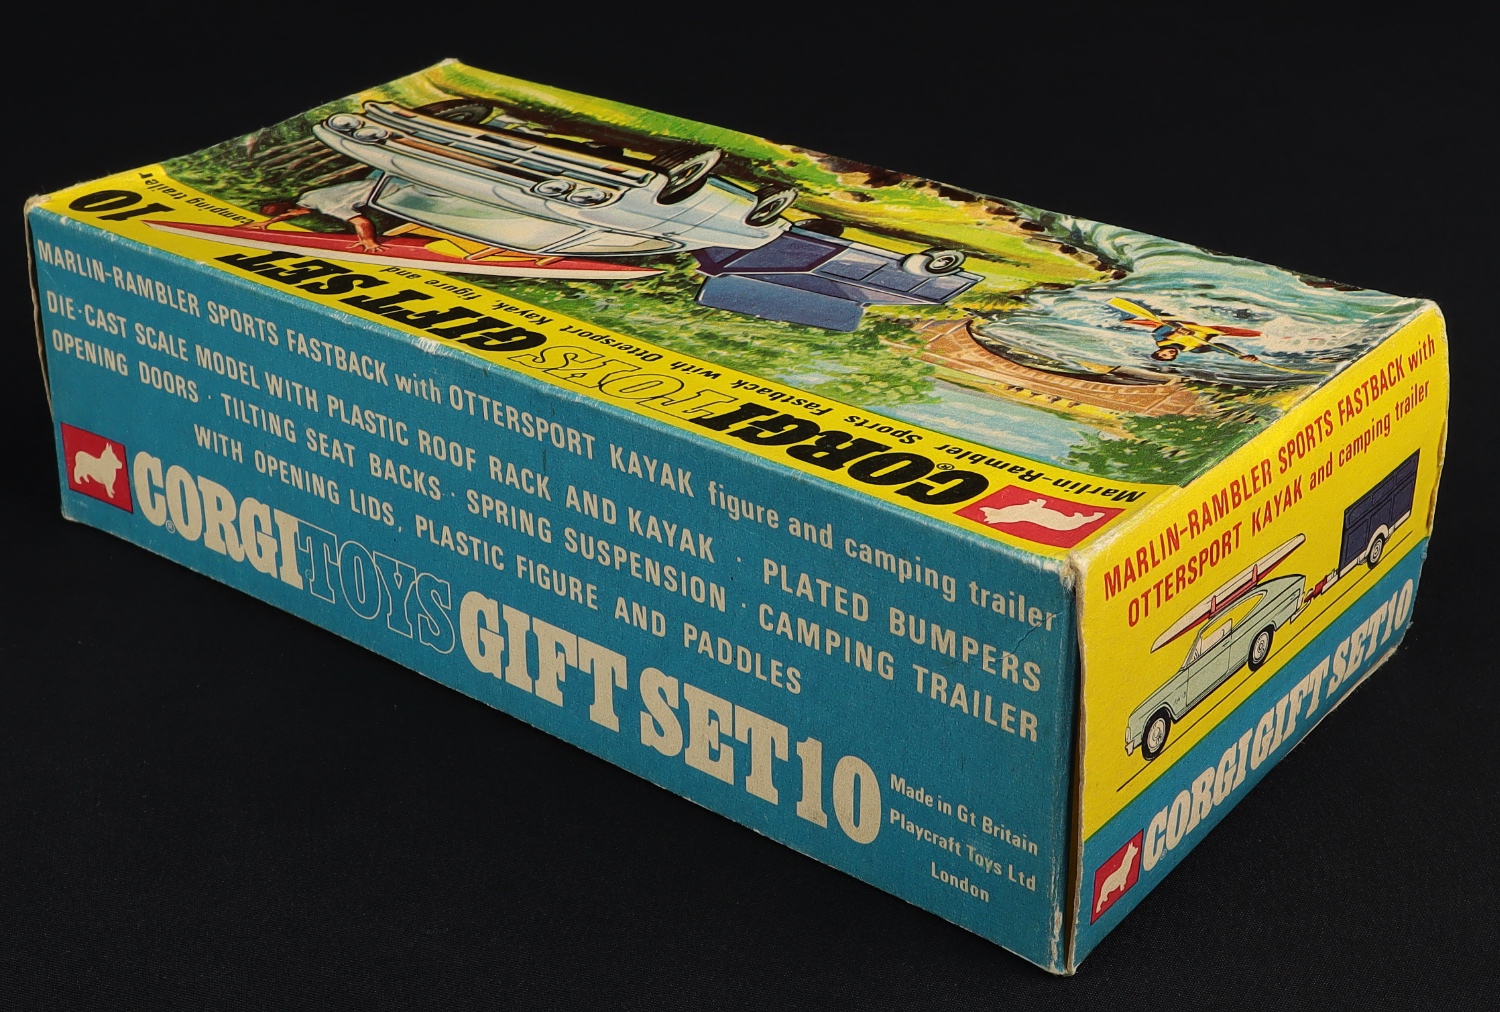 10
CORGI TOYS GIFT SET
®
Marlin-Rambler Sports Fastback with Ottersport Kayak, figure and camping trailer
MARLIN-RAMBLER SPORTS FASTBACK with OTTERSPORT KAYAK figure and camping trailer
DIE-CAST SCALE MODEL WITH PLASTIC ROOF RACK AND KAYAK · PLATED BUMPERS
OPENING DOORS · TILTING SEAT BACKS · SPRING SUSPENSION · CAMPING TRAILER
WITH OPENING LIDS, PLASTIC FIGURE AND PADDLES
CORGI TOYS GIFT SET 10
®
Made in Gt Britain
Playcraft Toys Ltd
London
MARLIN-RAMBLER SPORTS FASTBACK with
OTTERSPORT KAYAK and camping trailer
CORGI GIFT SET 10